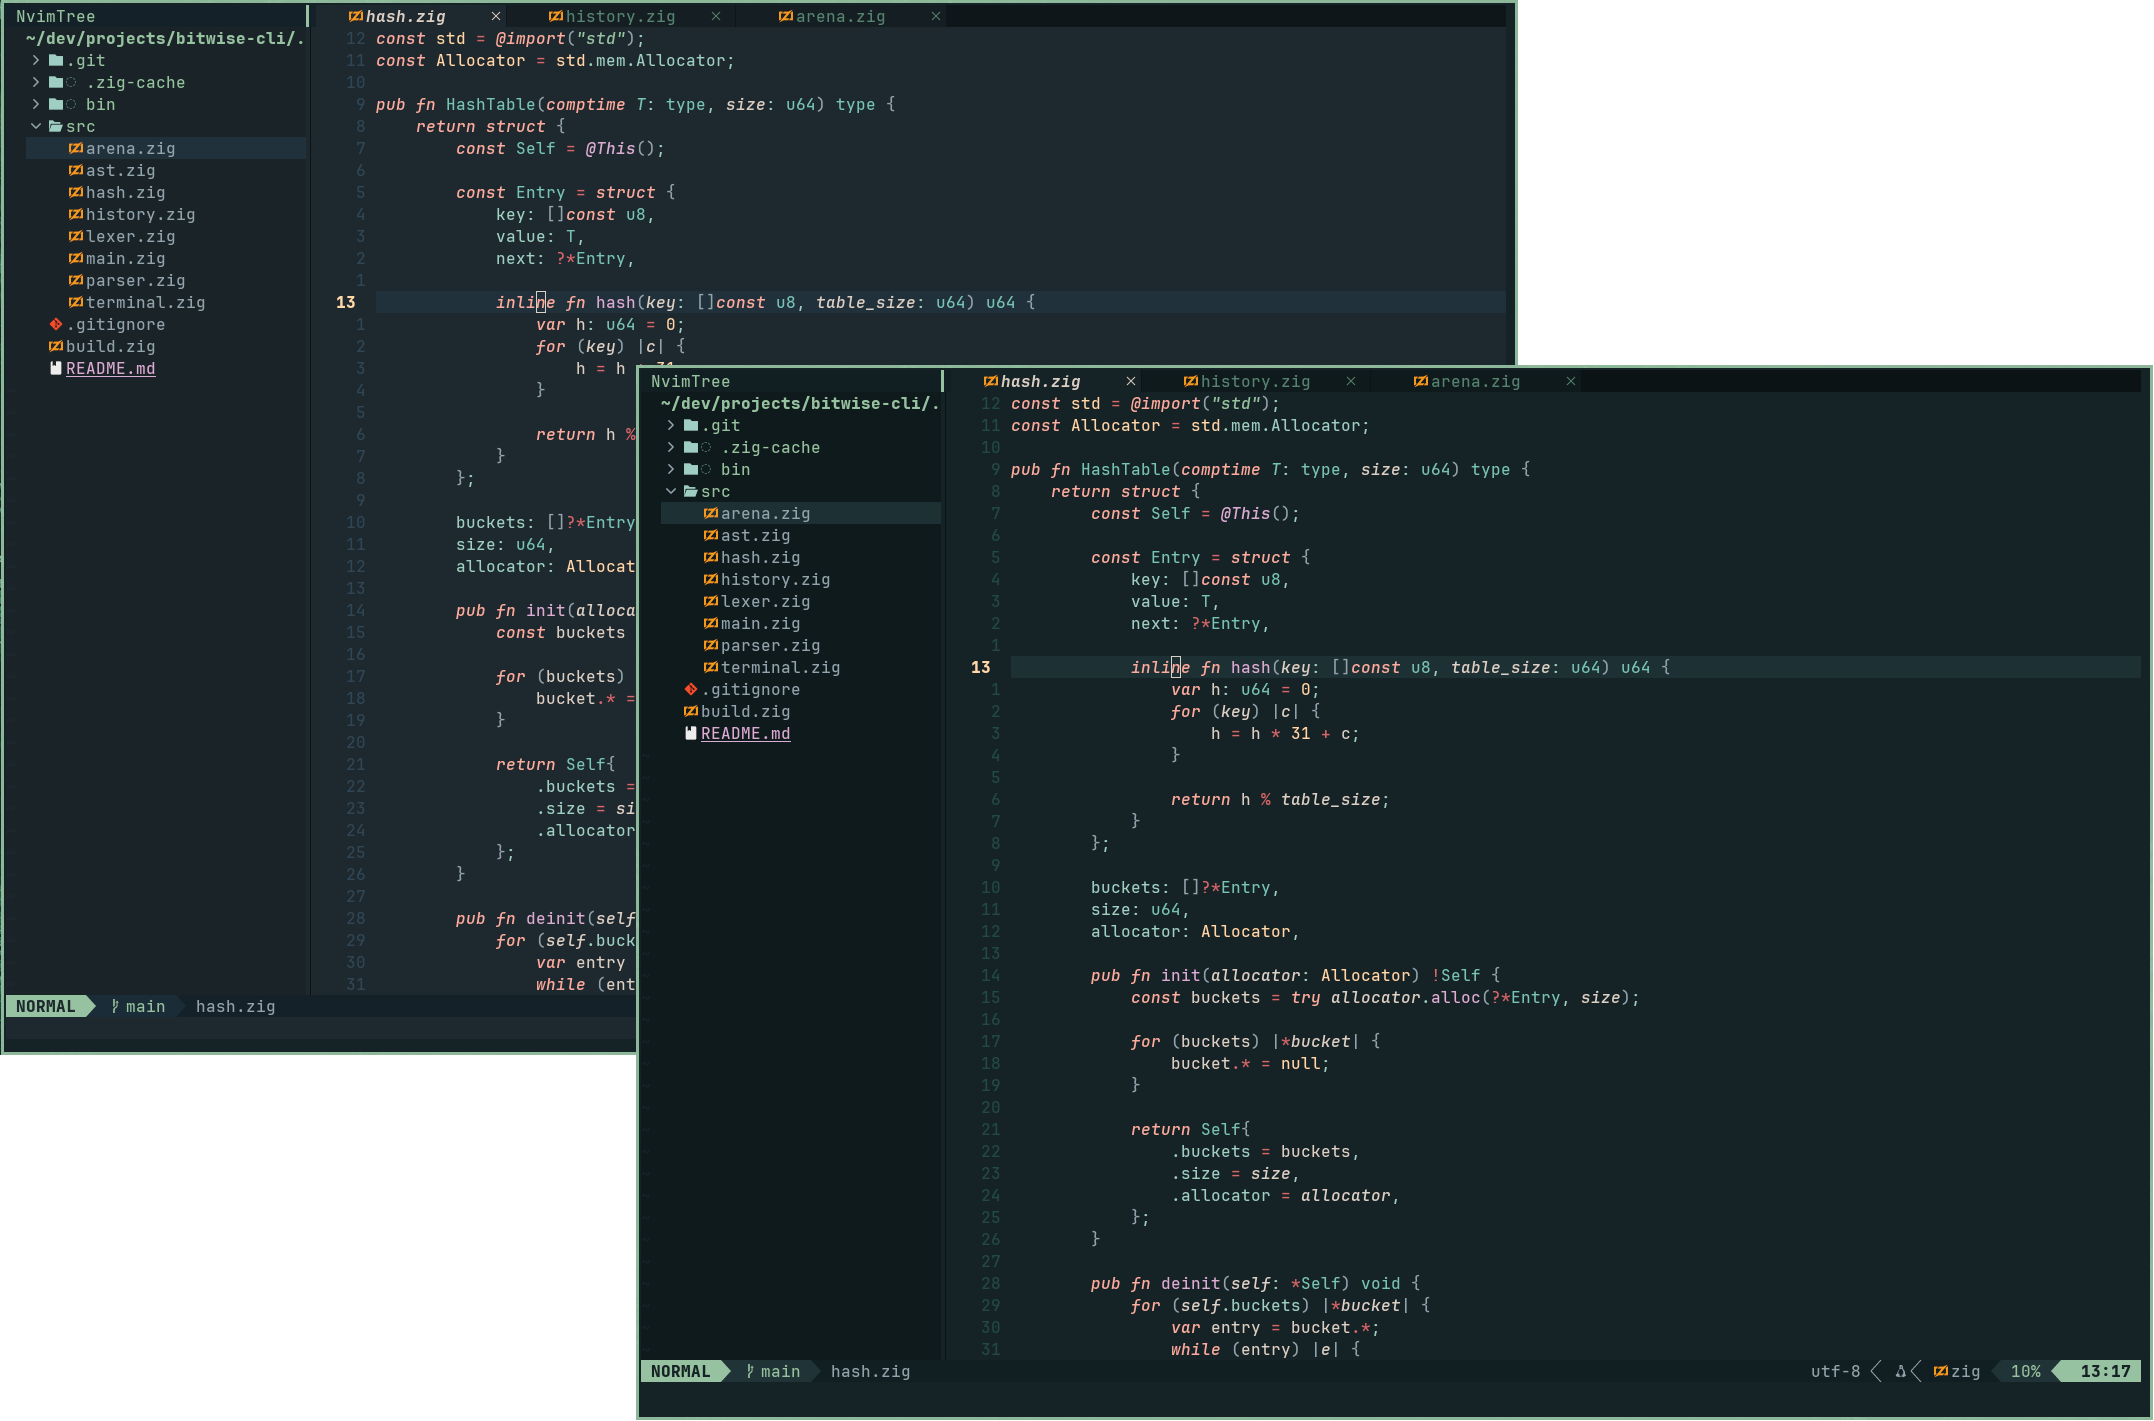 NvimTree hash.zig × history.zig × arena.zig ×
~/dev/projects/bitwise-cli/.
.git
.zig-cache
bin
src
arena.zig
ast.zig
hash.zig
history.zig
lexer.zig
main.zig
parser.zig
terminal.zig
.gitignore
build.zig
README.md
12 const std = @import("std");
11 const Allocator = std.mem.Allocator;
10
9 pub fn HashTable(comptime T: type, size: u64) type {
8     return struct {
7         const Self = @This();
6
5         const Entry = struct {
4             key: []const u8,
3             value: T,
2             next: ?*Entry,
1
13             inline fn hash(key: []const u8, table_size: u64) u64 {
1                 var h: u64 = 0;
2                 for (key) |c| {
3                     h = h
4                 }
5
6                 return h %
7             }
8         };
9
10         buckets: []?*Entry
11         size: u64,
12         allocator: Allocat
13
14         pub fn init(alloca
15             const buckets
16
17             for (buckets)
18                 bucket.* =
19             }
20
21             return Self{
22                 .buckets =
23                 .size = si
24                 .allocator
25             };
26         }
27
28         pub fn deinit(self
29             for (self.buck
30                 var entry
31                 while (ent
NORMAL main hash.zig
NvimTree hash.zig × history.zig × arena.zig ×
~/dev/projects/bitwise-cli/.
.git
.zig-cache
bin
src
arena.zig
ast.zig
hash.zig
history.zig
lexer.zig
main.zig
parser.zig
terminal.zig
.gitignore
build.zig
README.md
12 const std = @import("std");
11 const Allocator = std.mem.Allocator;
10
9 pub fn HashTable(comptime T: type, size: u64) type {
8     return struct {
7         const Self = @This();
6
5         const Entry = struct {
4             key: []const u8,
3             value: T,
2             next: ?*Entry,
1
13             inline fn hash(key: []const u8, table_size: u64) u64 {
1                 var h: u64 = 0;
2                 for (key) |c| {
3                     h = h * 31 + c;
4                 }
5
6                 return h % table_size;
7             }
8         };
9
10         buckets: []?*Entry,
11         size: u64,
12         allocator: Allocator,
13
14         pub fn init(allocator: Allocator) !Self {
15             const buckets = try allocator.alloc(?*Entry, size);
16
17             for (buckets) |*bucket| {
18                 bucket.* = null;
19             }
20
21             return Self{
22                 .buckets = buckets,
23                 .size = size,
24                 .allocator = allocator,
25             };
26         }
27
28         pub fn deinit(self: *Self) void {
29             for (self.buckets) |*bucket| {
30                 var entry = bucket.*;
31                 while (entry) |e| {
NORMAL main hash.zig utf-8 zig 10% 13:17